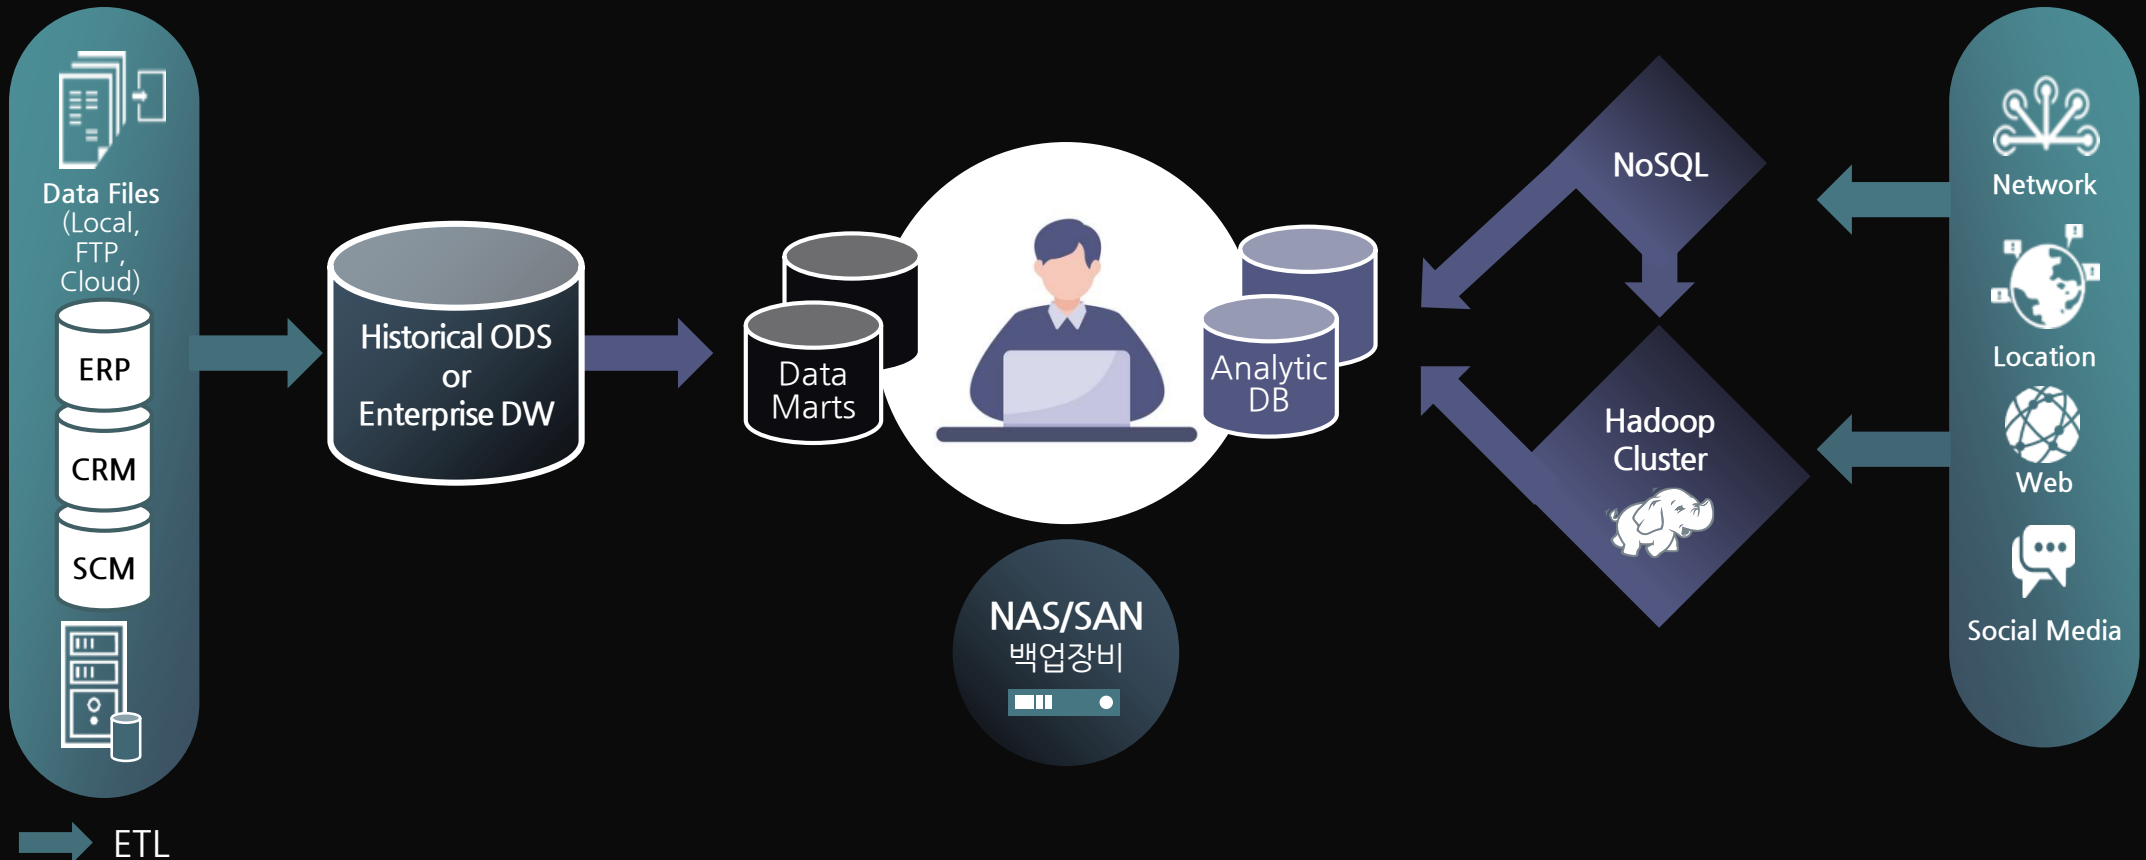 Data Files
(Local,
FTP,
Cloud)
ERP
CRM
SCM
Historical ODS
or
Enterprise DW
Data
Marts
Analytic
DB
NAS/SAN
백업장비
NoSQL
Hadoop
Cluster
Network
Location
Web
Social Media
ETL